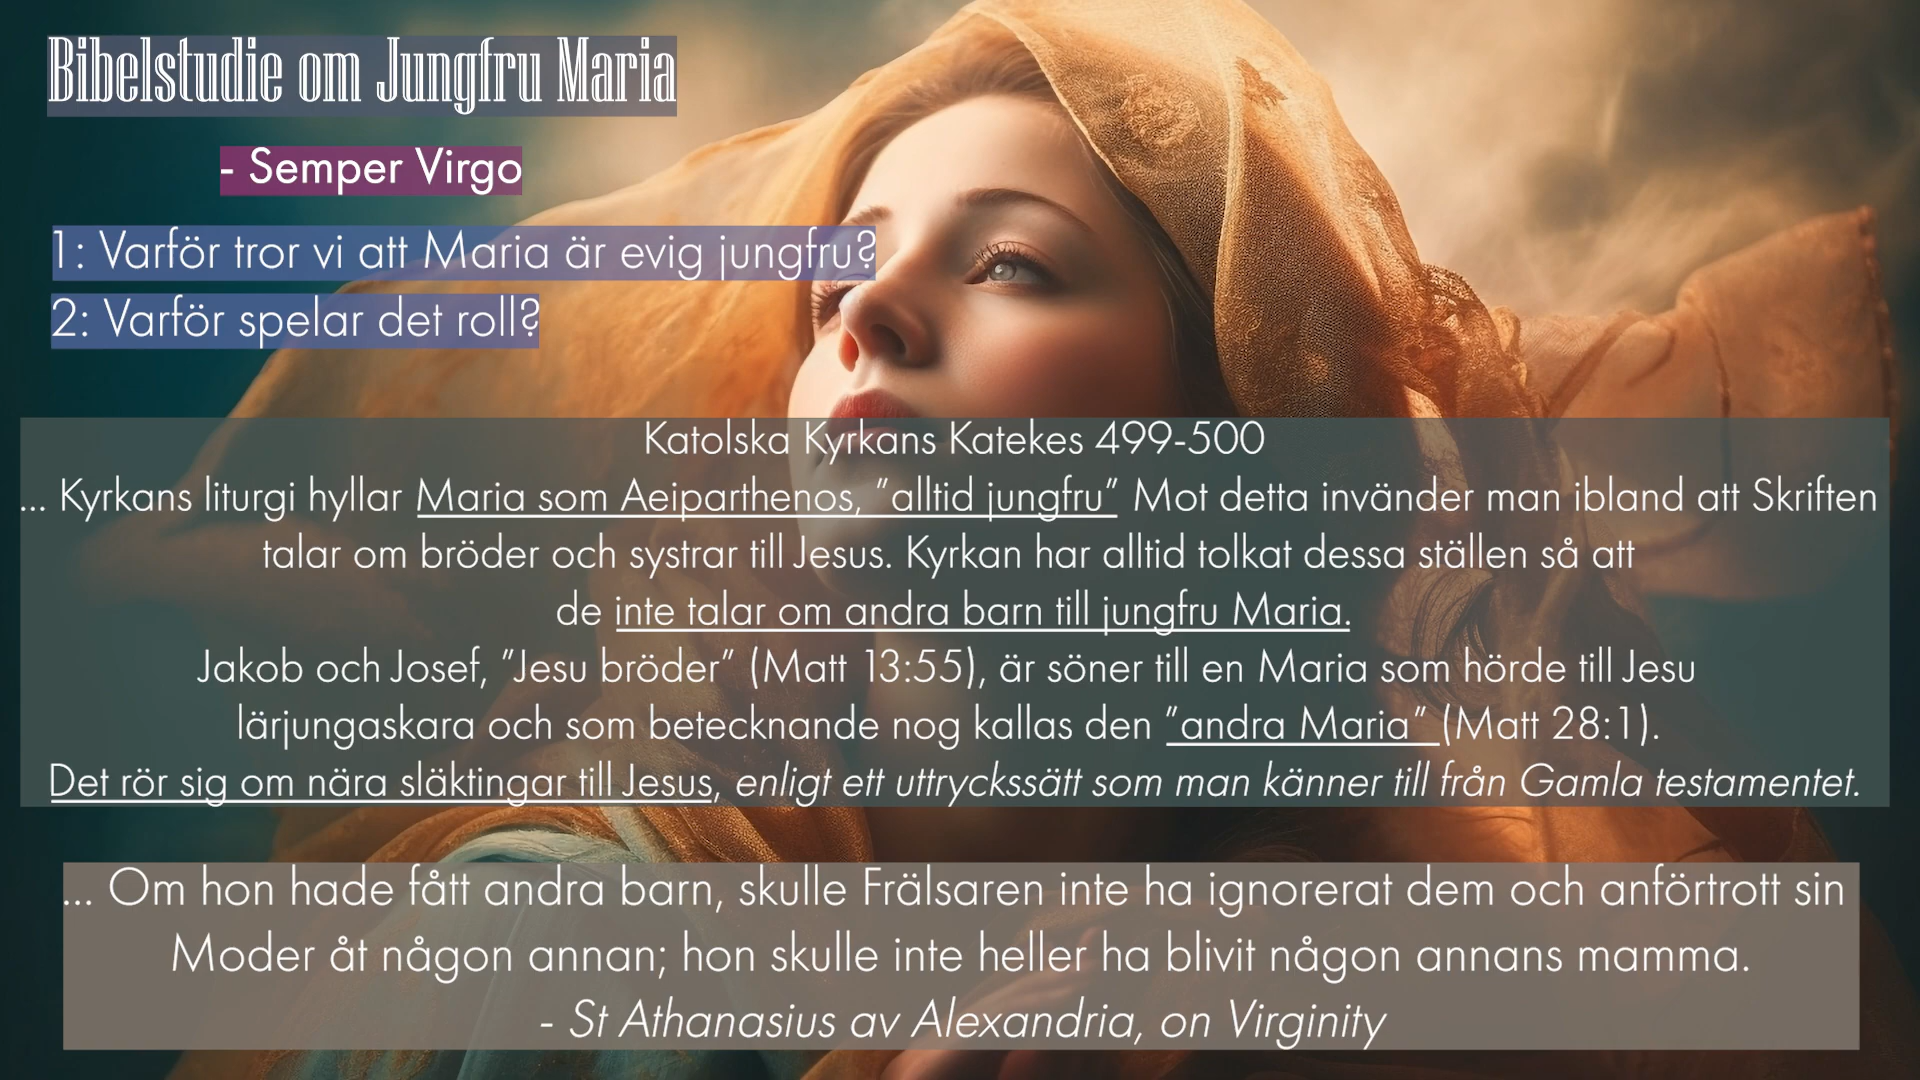 Bibelstudie om Jungfru Maria
- Semper Virgo
1: Varför tror vi att Maria är evig jungfru?
2: Varför spelar det roll?
Katolska Kyrkans Katekes 499-500
... Kyrkans liturgi hyllar Maria som Aeiparthenos, ”alltid jungfru” Mot detta invänder man ibland att Skriften
talar om bröder och systrar till Jesus. Kyrkan har alltid tolkat dessa ställen så att
de inte talar om andra barn till jungfru Maria.
Jakob och Josef, ”Jesu bröder” (Matt 13:55), är söner till en Maria som hörde till Jesu
lärjungaskara och som betecknande nog kallas den ”andra Maria” (Matt 28:1).
Det rör sig om nära släktingar till Jesus, enligt ett uttryckssätt som man känner till från Gamla testamentet.
... Om hon hade fått andra barn, skulle Frälsaren inte ha ignorerat dem och anförtrott sin
Moder åt någon annan; hon skulle inte heller ha blivit någon annans mamma.
- St Athanasius av Alexandria, on Virginity